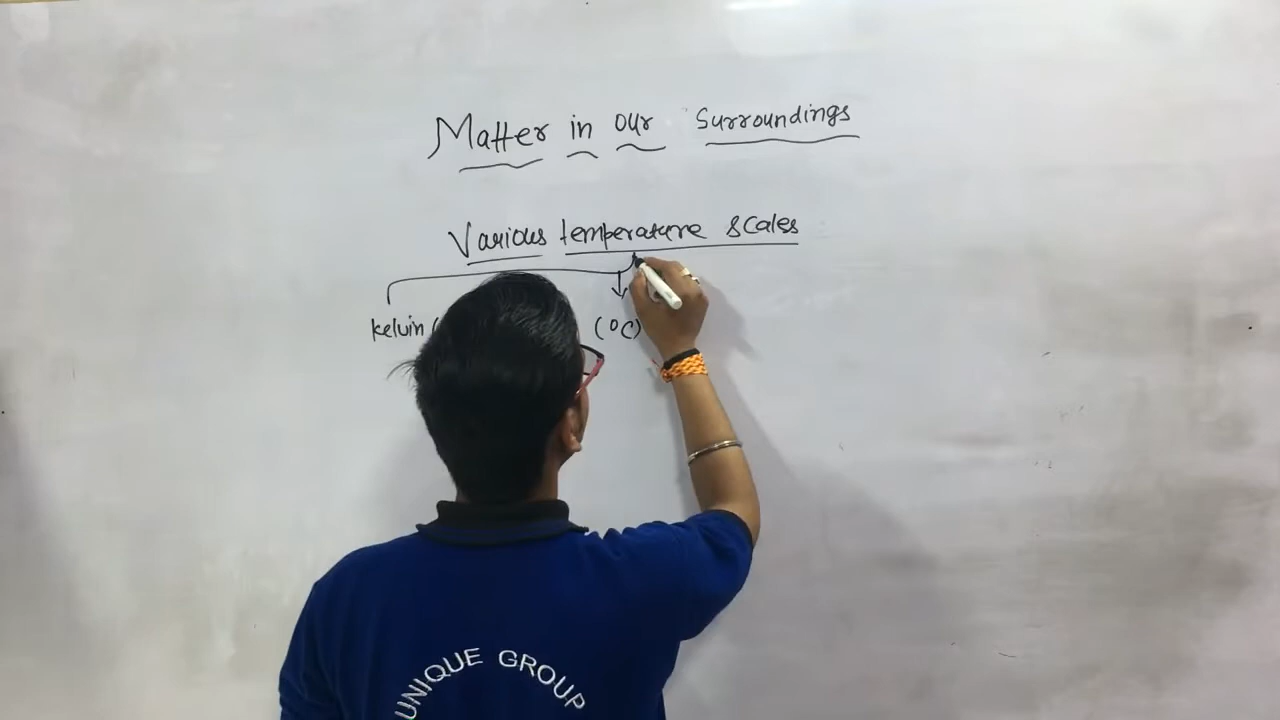 Matter in our Surroundings
Various temperature scales
kelvin ( (°C)
UNIQUE GROUP